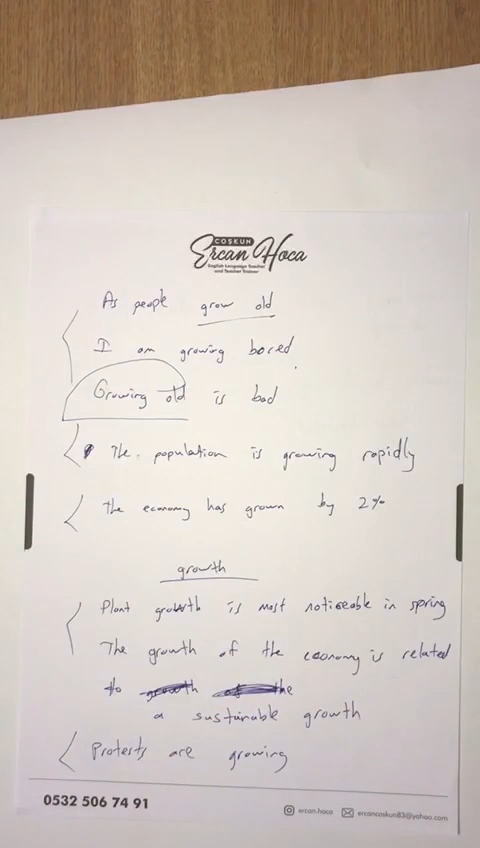 COSKUN
Ercan Hoca
English Language Teacher
and Teacher Trainer
As people grow old
I am growing bored.
Growing old is bad
The population is growing rapidly
the economy has grown by 2%
growth
Plant growth is most noticeable in spring
The growth of the economy is related
to growth of the
a sustainable growth
Protests are growing
0532 506 74 91
ercan.hoca
ercancoskun83@yahoo.com